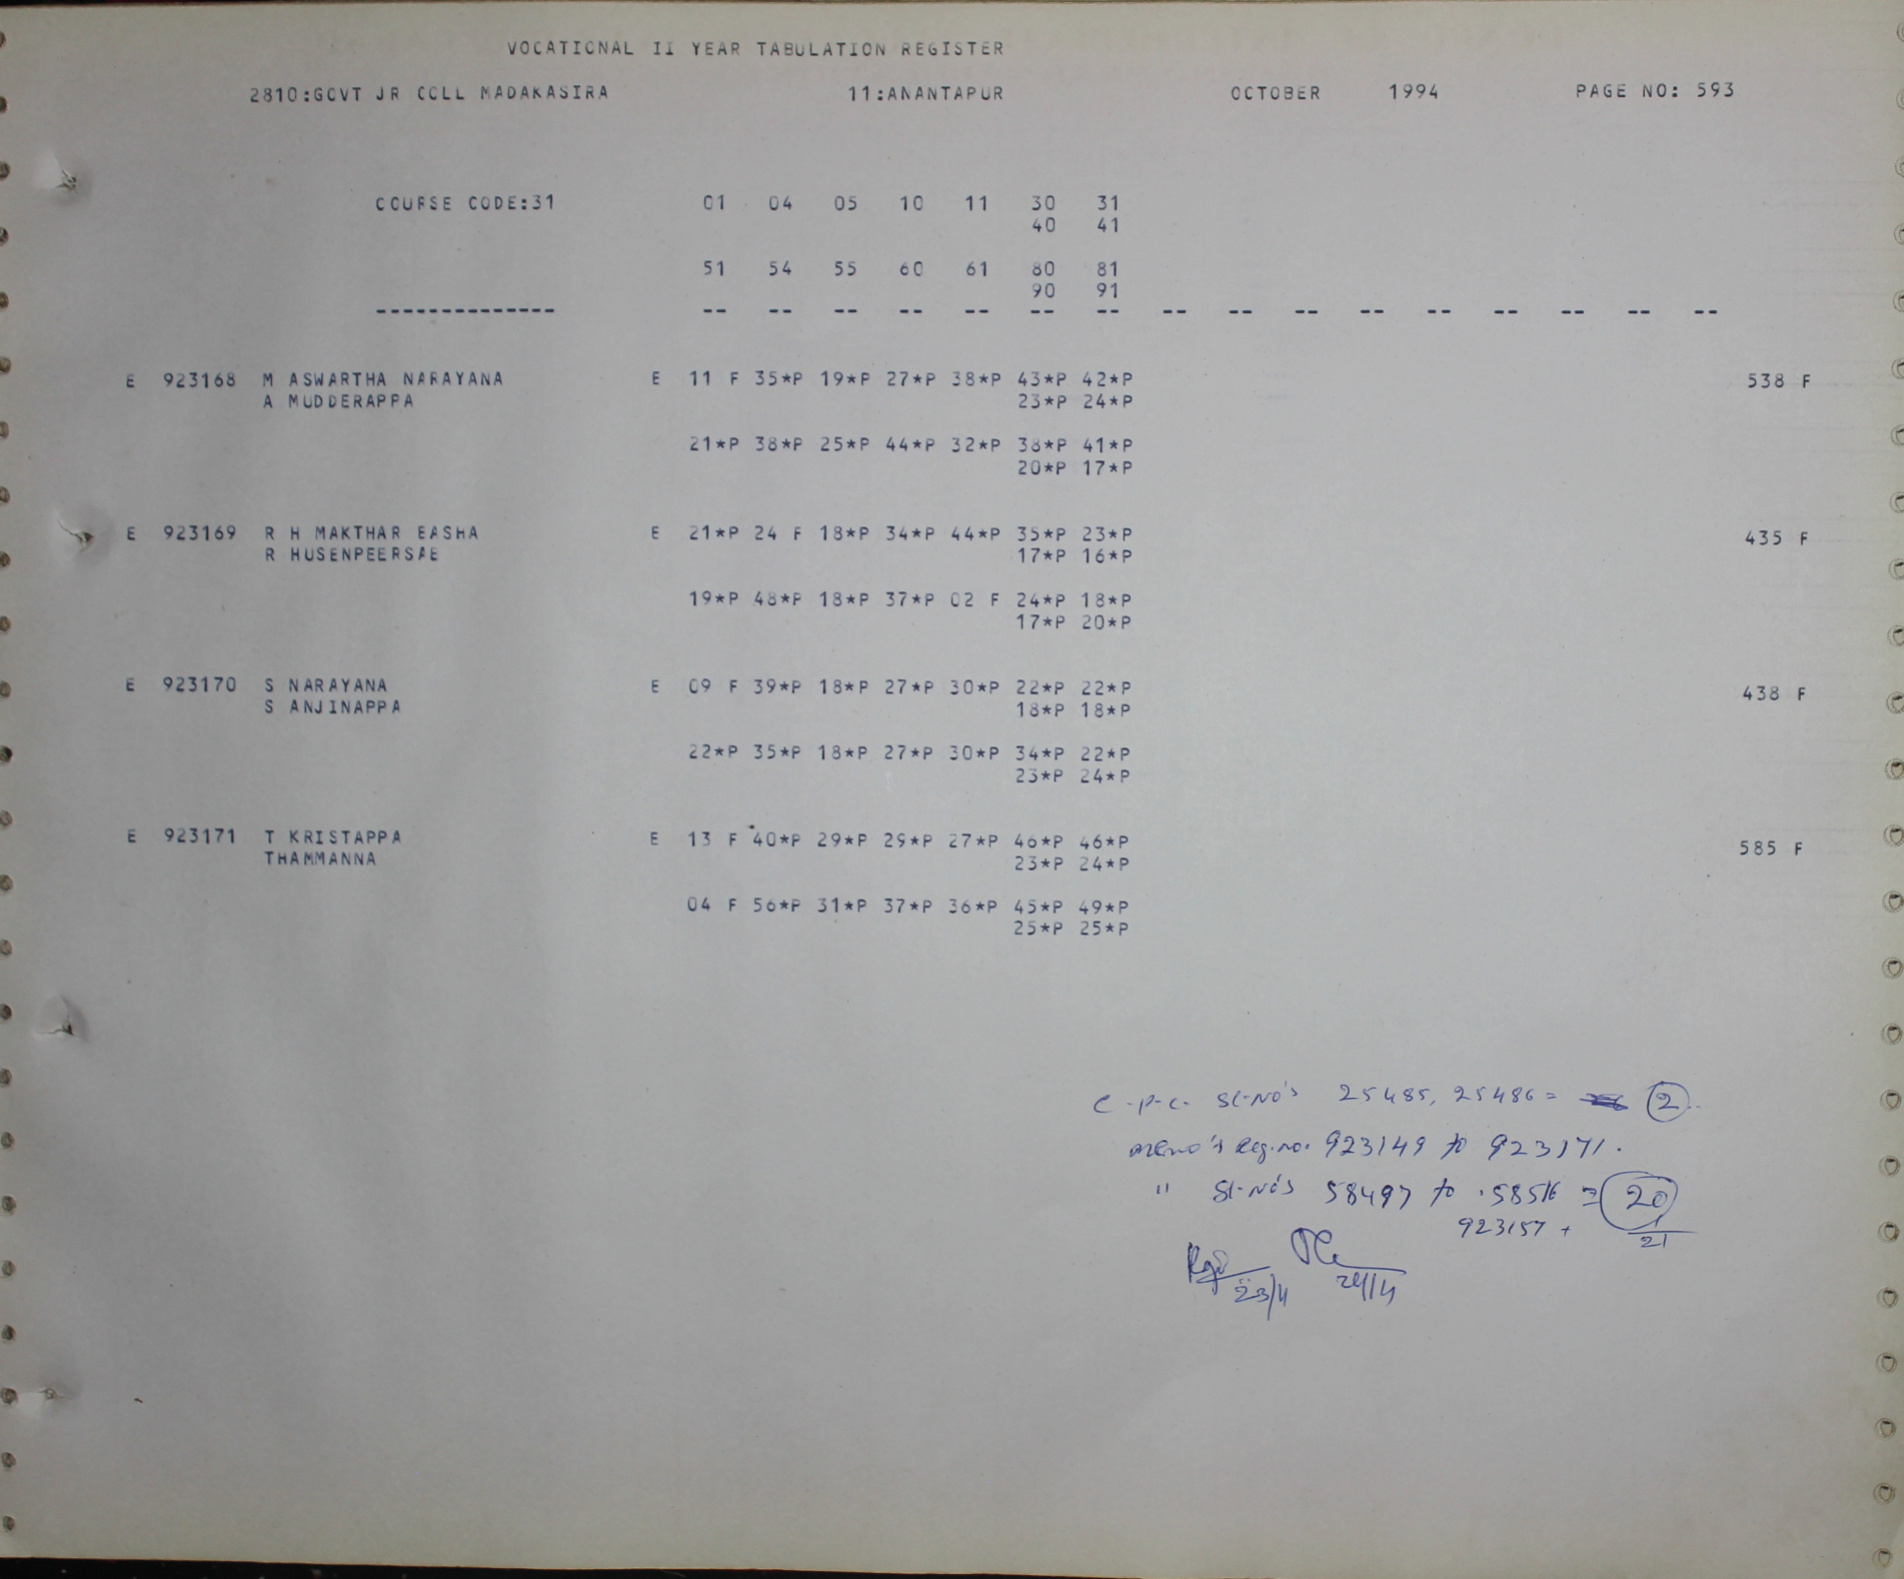 VOCATIONAL II YEAR TABULATION REGISTER
2810:GOVT JR COLL MADAKASIRA 11:ANANTAPUR OCTOBER 1994 PAGE NO: 593
COURSE CODE:31 01 04 05 10 11 30 31
40 41
51 54 55 60 61 80 81
90 91
-------------- -- -- -- -- -- -- -- -- -- -- -- -- -- -- -- --
E 923168 M ASWARTHA NARAYANA E 11 F 35*P 19*P 27*P 38*P 43*P 42*P 538 F
A MUDDERAPPA 23*P 24*P
21*P 38*P 25*P 44*P 32*P 38*P 41*P
20*P 17*P
E 923169 R H MAKTHAR BASHA E 21*P 24 F 18*P 34*P 44*P 35*P 23*P 435 F
R HUSENPEERSAB 17*P 16*P
19*P 48*P 18*P 37*P 02 F 24*P 18*P
17*P 20*P
E 923170 S NARAYANA E 09 F 39*P 18*P 27*P 30*P 22*P 22*P 438 F
S ANJINAPPA 18*P 18*P
22*P 35*P 18*P 27*P 30*P 34*P 22*P
23*P 24*P
E 923171 T KRISTAPPA E 13 F 40*P 29*P 29*P 27*P 46*P 46*P 585 F
THAMMANNA 23*P 24*P
04 F 56*P 31*P 37*P 36*P 45*P 49*P
25*P 25*P
C.P.C. Sl-No's 25485, 25486 = 2
memo's Reg.no. 923149 to 923171.
" Sl-No's 58497 to 58516 = 20
923157 + 1
21
23/4 24/4